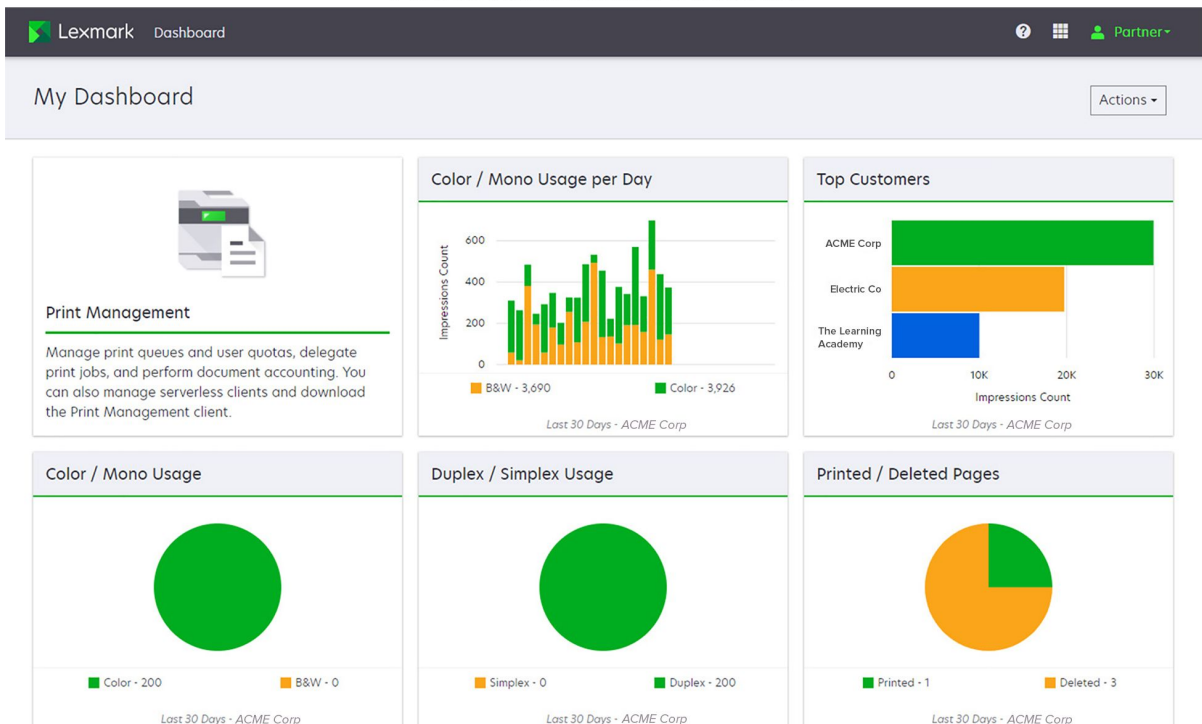 Lexmark Dashboard
Partner
My Dashboard
Actions
Print Management
Manage print queues and user quotas, delegate
print jobs, and perform document accounting. You
can also manage serverless clients and download
the Print Management client.
Color / Mono Usage per Day
Impressions Count
600
400
200
0
B&W - 3,690
Color - 3,926
Last 30 Days - ACME Corp
Top Customers
ACME Corp
Electric Co
The Learning
Academy
0 10K 20K 30K
Impressions Count
Last 30 Days - ACME Corp
Color / Mono Usage
Color - 200
B&W - 0
Last 30 Days - ACME Corp
Duplex / Simplex Usage
Simplex - 0
Duplex - 200
Last 30 Days - ACME Corp
Printed / Deleted Pages
Printed - 1
Deleted - 3
Last 30 Days - ACME Corp